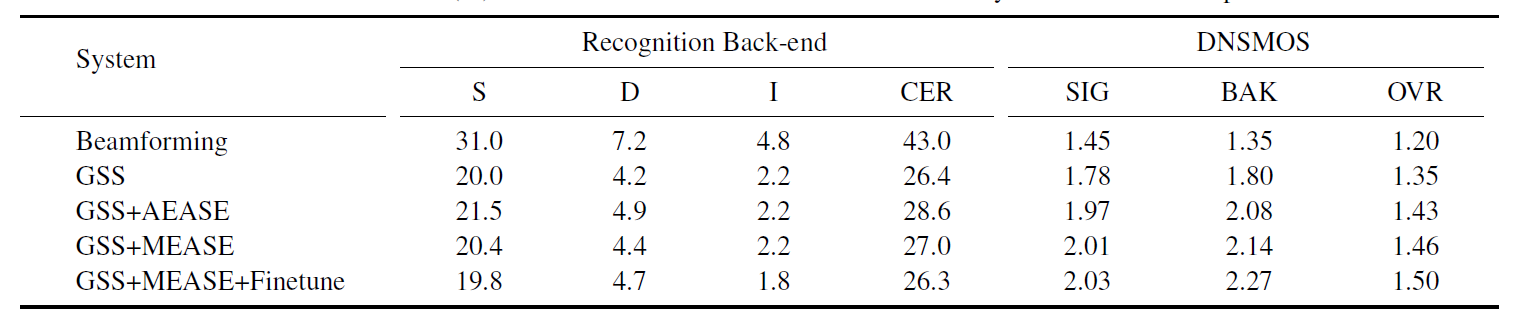 System Recognition Back-end DNSMOS
S D I CER SIG BAK OVR
Beamforming 31.0 7.2 4.8 43.0 1.45 1.35 1.20
GSS 20.0 4.2 2.2 26.4 1.78 1.80 1.35
GSS+AEASE 21.5 4.9 2.2 28.6 1.97 2.08 1.43
GSS+MEASE 20.4 4.4 2.2 27.0 2.01 2.14 1.46
GSS+MEASE+Finetune 19.8 4.7 1.8 26.3 2.03 2.27 1.50